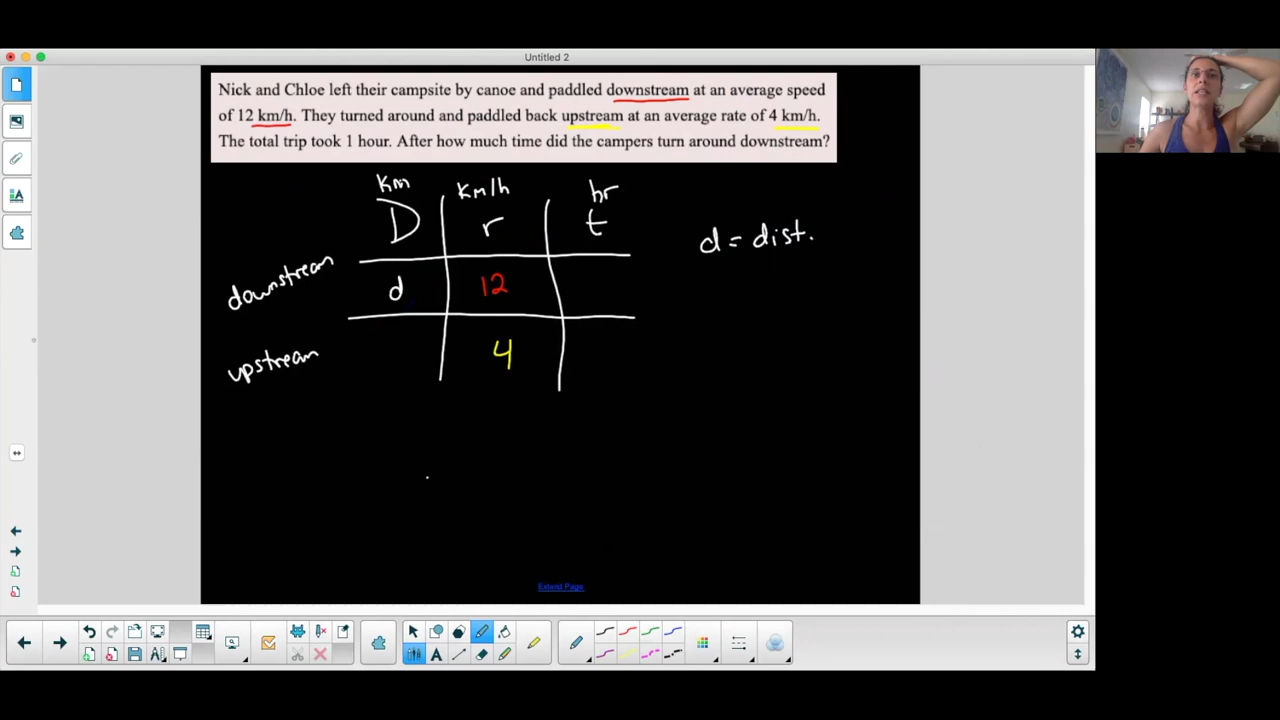 Untitled 2
Nick and Chloe left their campsite by canoe and paddled downstream at an average speed
of 12 km/h. They turned around and paddled back upstream at an average rate of 4 km/h.
The total trip took 1 hour. After how much time did the campers turn around downstream?
km km/h hr
D r t
d = dist.
downstream d 12
upstream 4
Extend Page